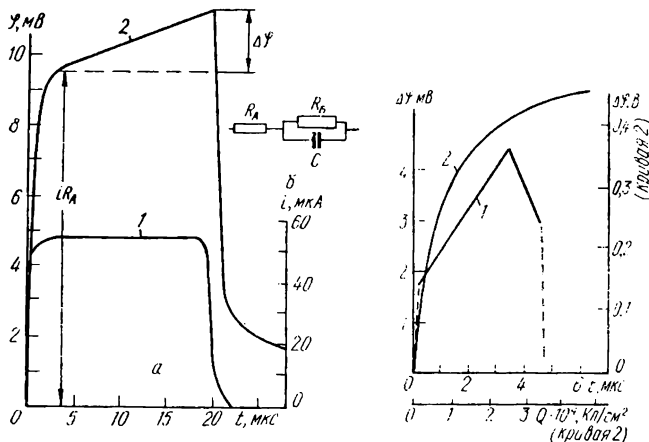 φ, мВ
10
8
6
4
2
0
2
Δφ
iR_A
1
а
0 5 10 15 20 t, мкс
R_A
R_Б
C
б
i, мкА
60
40
20
0
Δφ мВ
4
3
2
1
2
1
Δφ, В
(кривая 2)
0,4
0,3
0,2
0,1
0
0 2 4 6 τ, мкс
0 1 2 3 Q·10⁴, Кл/см²
(кривая 2)